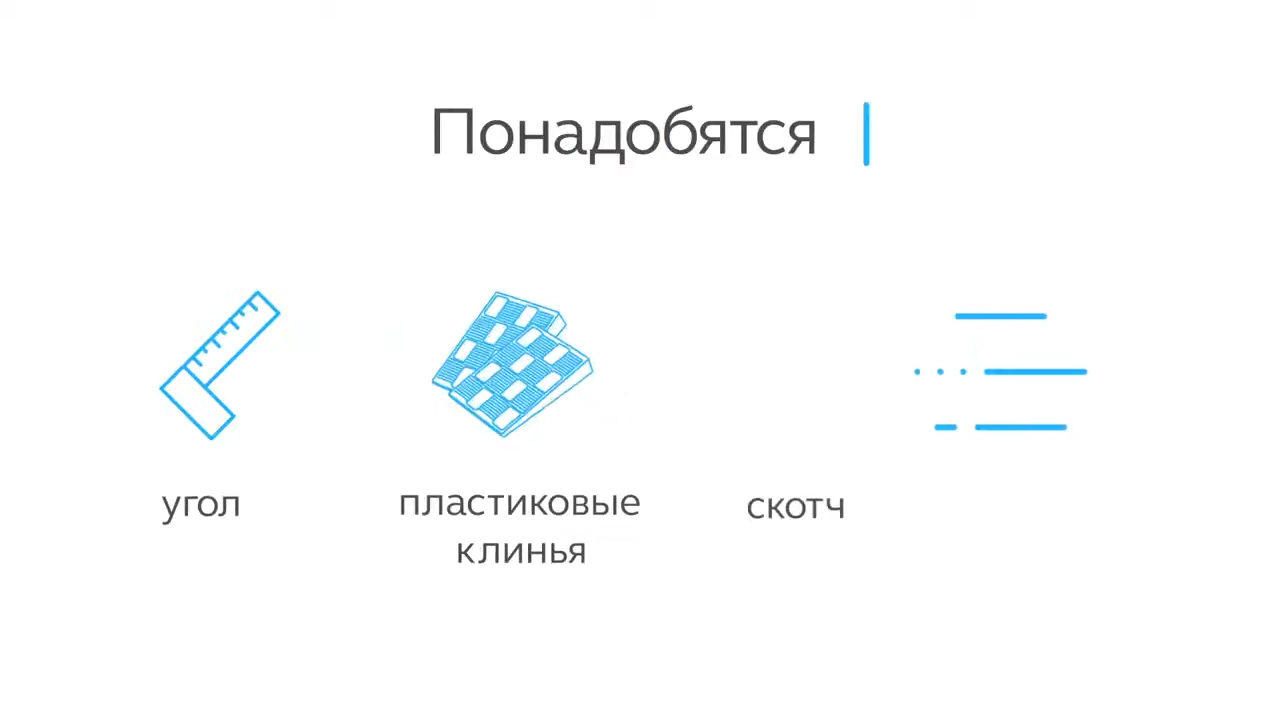 Понадобятся
угол
пластиковые
клинья
скотч